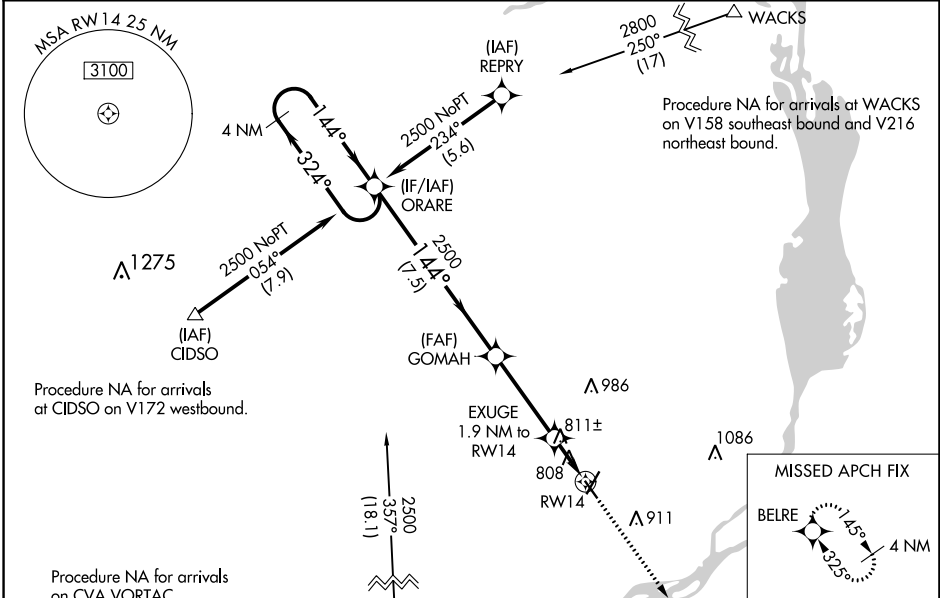 MSA RW14 25 NM
3100
(IAF)
REPRY
2800
250°
(17)
WACKS
Procedure NA for arrivals at WACKS
on V158 southeast bound and V216
northeast bound.
4 NM
144°
324°
2500 NoPT
234°
(5.6)
(IF/IAF)
ORARE
1275
2500 NoPT
054°
(7.9)
(IAF)
CIDSO
2500
144°
(7.5)
(FAF)
GOMAH
Procedure NA for arrivals
at CIDSO on V172 westbound.
986
EXUGE
1.9 NM to
RW14
811±
808
RW14
1086
911
MISSED APCH FIX
BELRE
145°
325°
4 NM
2500
357°
(18.1)
Procedure NA for arrivals
on CVA VORTAC